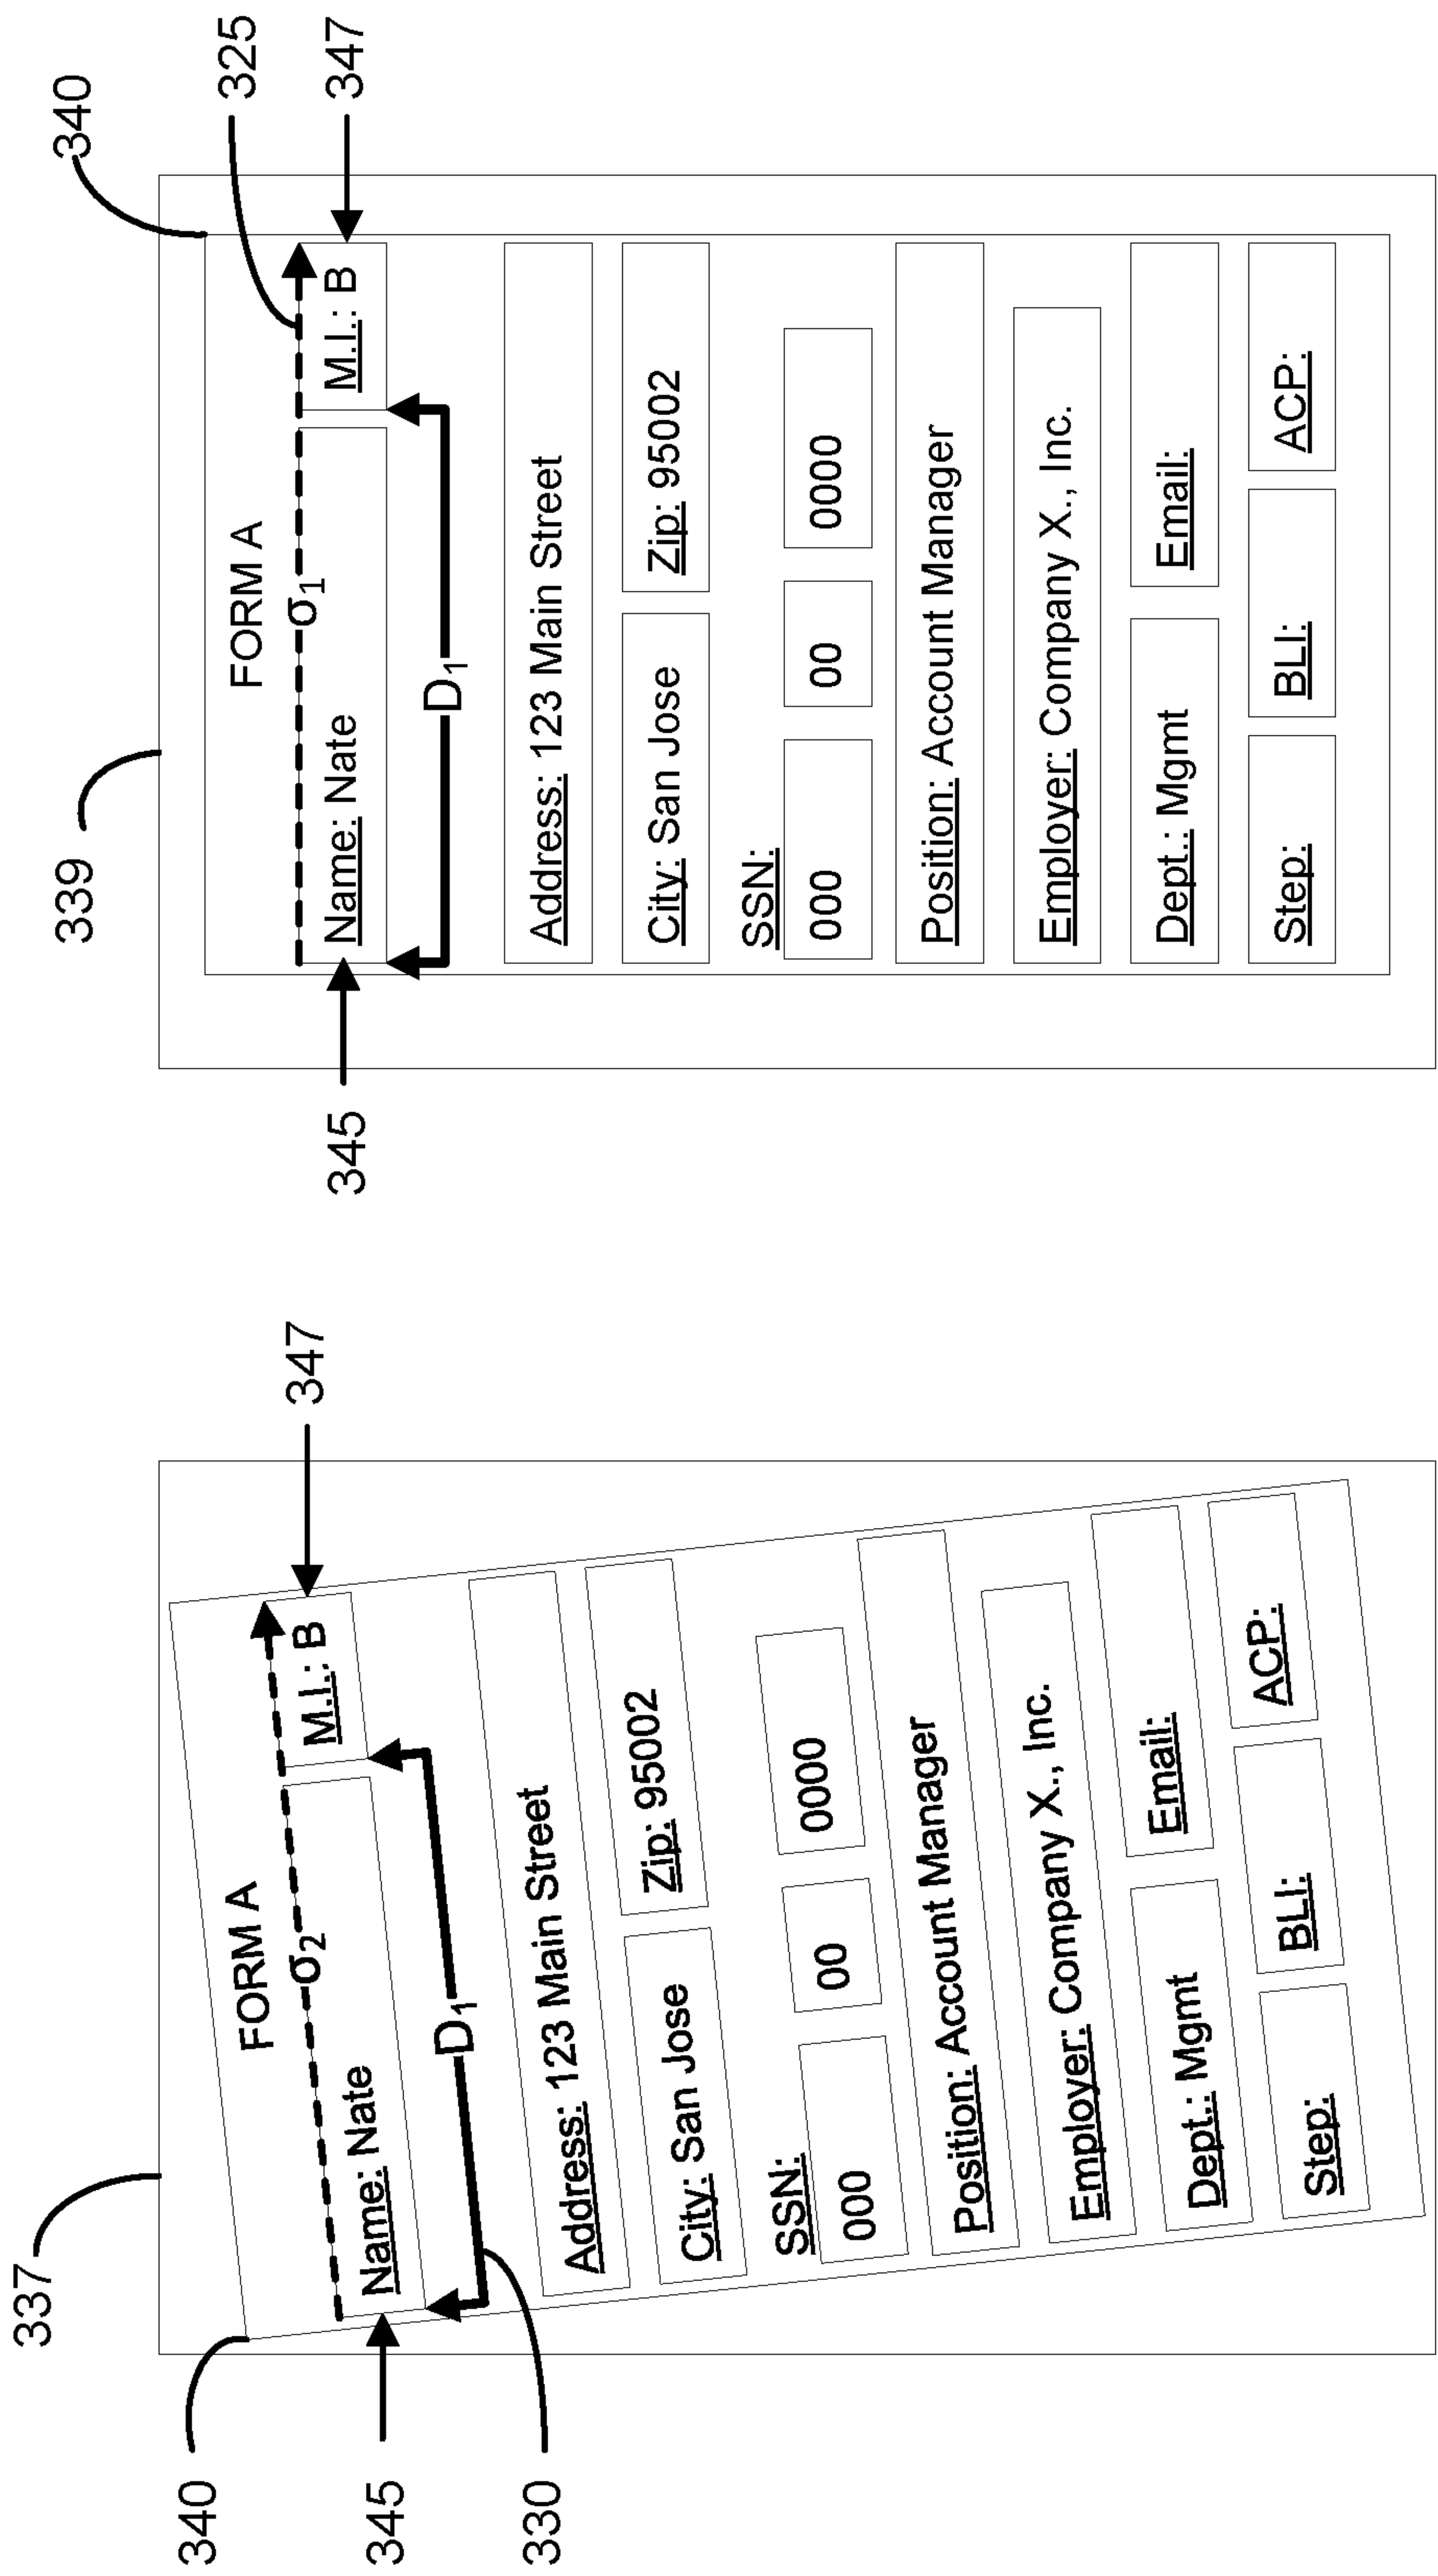 337
340
345
330
347
FORM A
σ2
Name: Nate
M.I.: B
D1
Address: 123 Main Street
City: San Jose
Zip: 95002
SSN:
000
00
0000
Position: Account Manager
Employer: Company X., Inc.
Dept.: Mgmt
Email:
Step:
BLI:
ACP:
339
340
325
347
345
FORM A
σ1
Name: Nate
M.I.: B
D1
Address: 123 Main Street
City: San Jose
Zip: 95002
SSN:
000
00
0000
Position: Account Manager
Employer: Company X., Inc.
Dept.: Mgmt
Email:
Step:
BLI:
ACP: